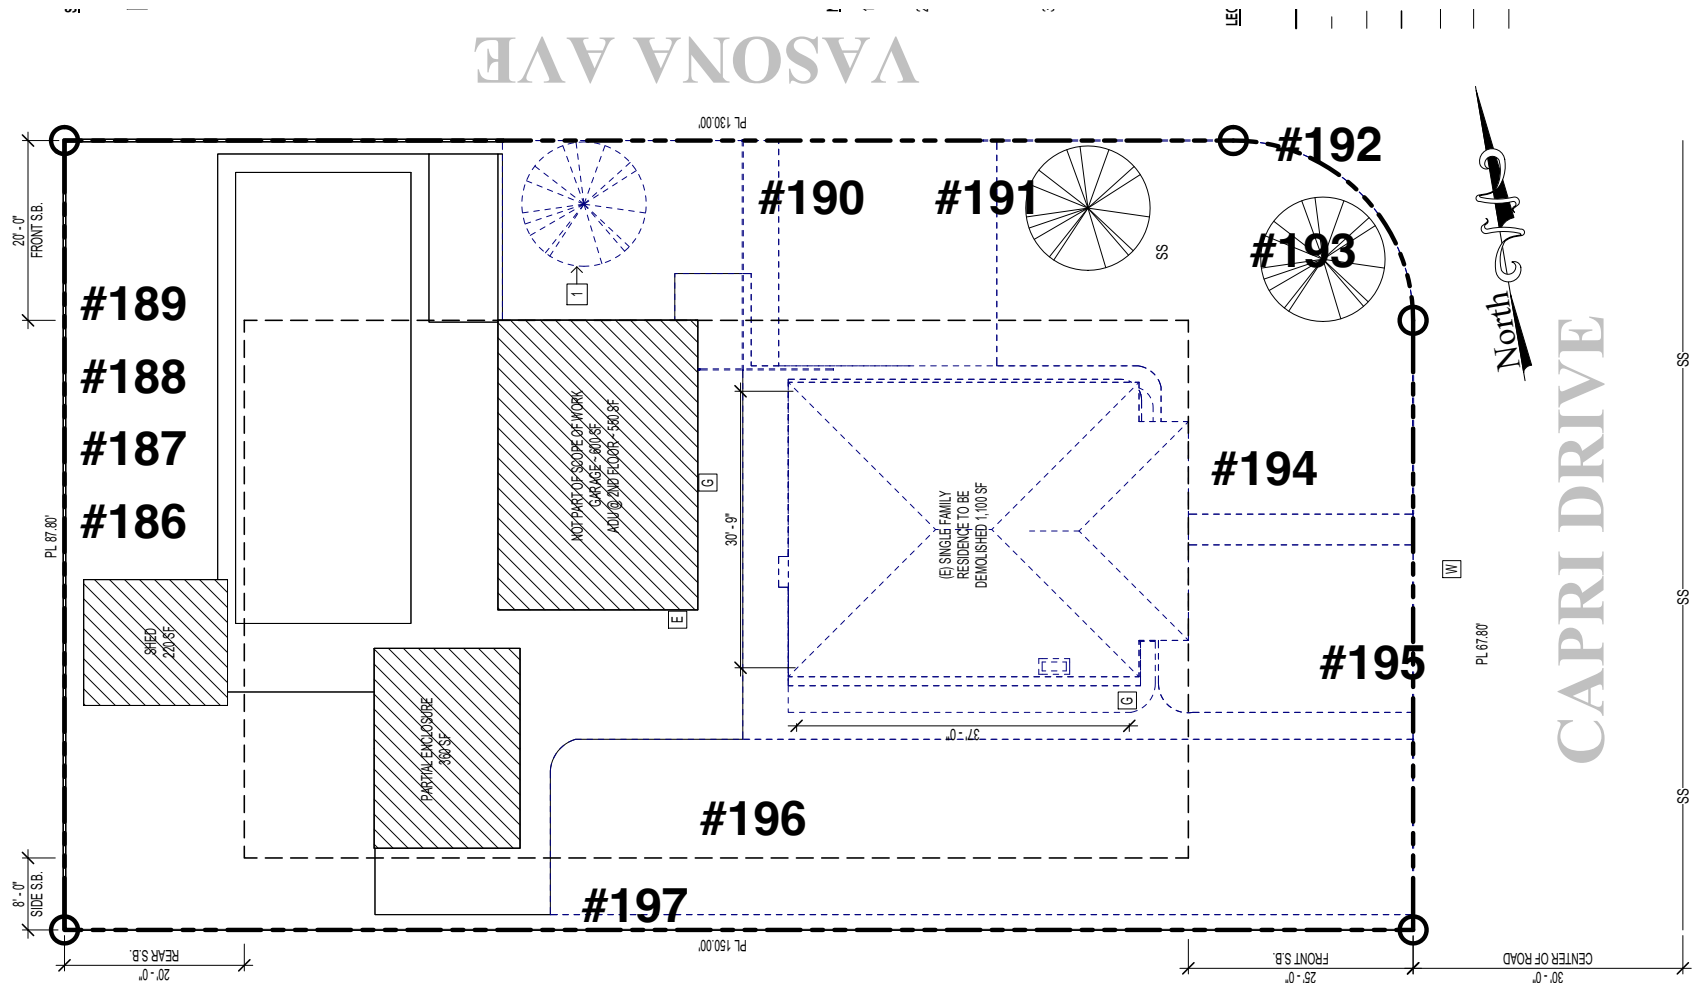 VASONA AVE
PL 130.00'
20' - 0"
FRONT S.B.
#192
#190
#191
#193
SS
1
#189
#188
#187
#186
PL 87.80'
NOT PART OF SCOPE OF WORK
GARAGE - 600 SF
ADU @ 2ND FLOOR - 580 SF
G
E
30' - 9"
(E) SINGLE FAMILY
RESIDENCE TO BE
DEMOLISHED 1,100 SF
North
CAPRI DRIVE
SS
SS
SS
#194
W
PL 67.80'
#195
SHED
220 SF
PARTIAL ENCLOSURE
360 SF
G
37' - 0"
#196
#197
8' - 0"
SIDE S.B.
PL 150.00'
REAR S.B.
20' - 0"
FRONT S.B.
25' - 0"
CENTER OF ROAD
30' - 0"